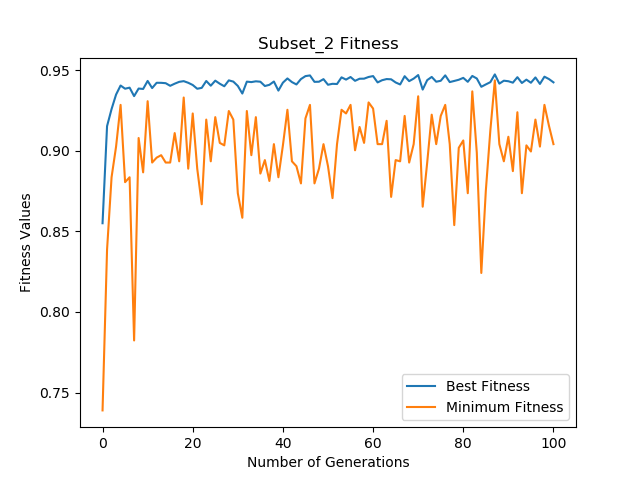 Subset_2 Fitness
0.95
0.90
0.85
0.80
0.75
Fitness Values
0
20
40
60
80
100
Number of Generations
Best Fitness
Minimum Fitness